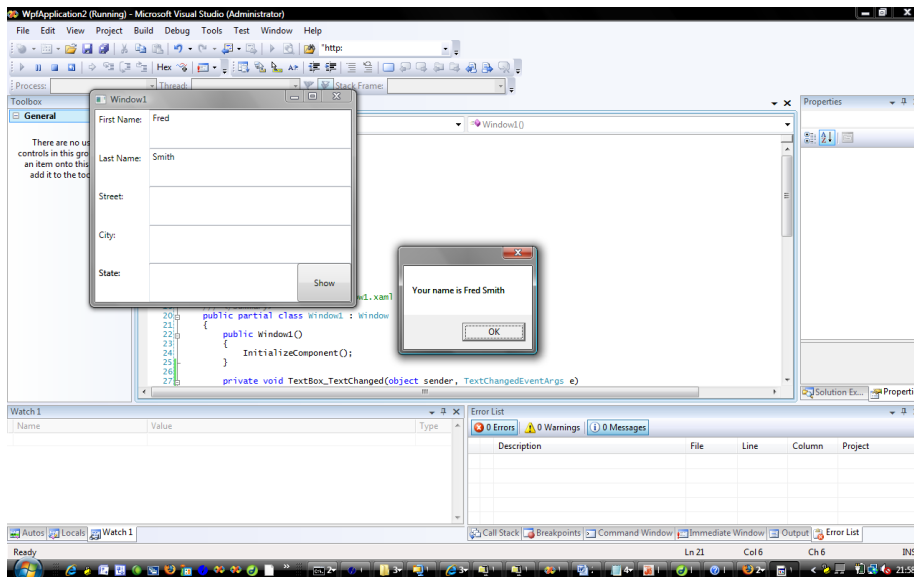 WpfApplication2 (Running) - Microsoft Visual Studio (Administrator)
File Edit View Project Build Debug Tools Test Window Help
"http:
Hex
Process: Thread: Stack Frame:
Toolbox
General
There are no us
controls in this gro
an item onto this
add it to the too
Window1
First Name: Fred
Last Name: Smith
Street:
City:
State:
Show
Window1()
Your name is Fred Smith
OK
w1.xaml
20 public partial class Window1 : Window
21 {
22 public Window1()
23 {
24 InitializeComponent();
25 }
26
27 private void TextBox_TextChanged(object sender, TextChangedEventArgs e)
Properties
Solution Ex... Properti
Watch 1
Name Value Type
Error List
0 Errors 0 Warnings 0 Messages
Description File Line Column Project
Autos Locals Watch 1
Call Stack Breakpoints Command Window Immediate Window Output Error List
Ready Ln 21 Col 6 Ch 6 INS
21:58